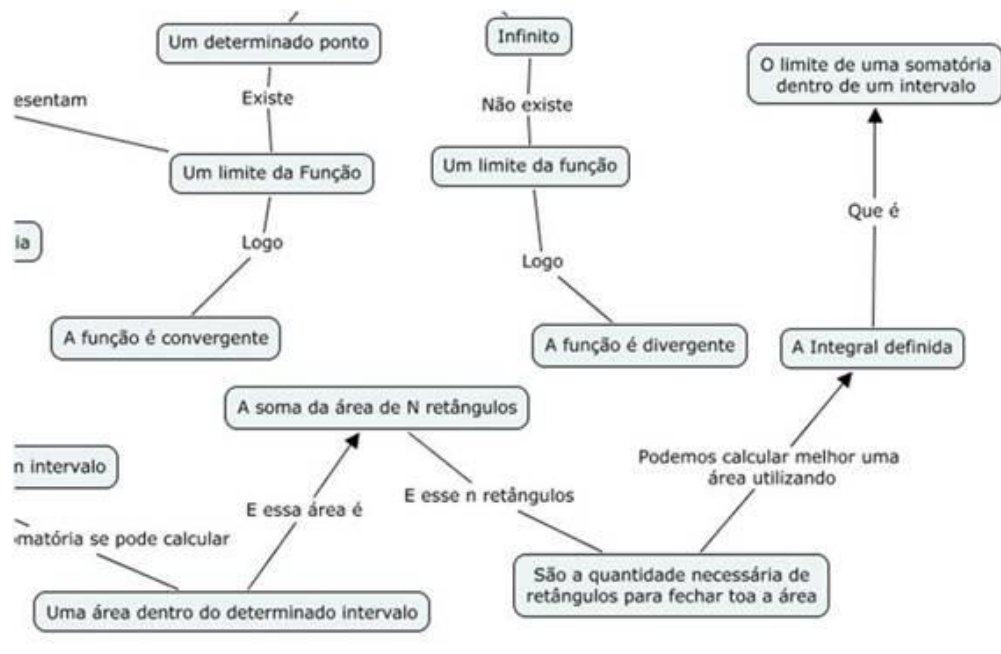 Um determinado ponto
Infinito
O limite de uma somatória
dentro de um intervalo
esentam
Existe
Não existe
Um limite da Função
Um limite da função
Que é
ia
Logo
Logo
A função é convergente
A função é divergente
A Integral definida
A soma da área de N retângulos
n intervalo
Podemos calcular melhor uma
área utilizando
E esse n retângulos
E essa área é
omatória se pode calcular
São a quantidade necessária de
retângulos para fechar toa a área
Uma área dentro do determinado intervalo